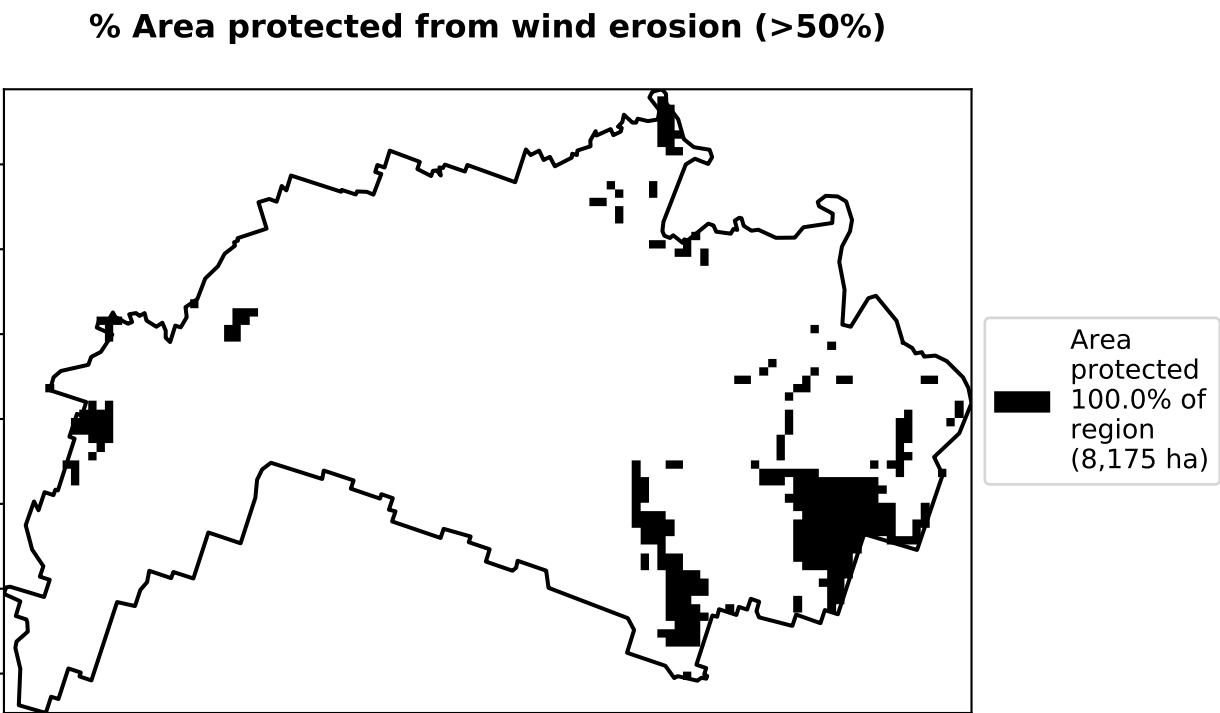 % Area protected from wind erosion (>50%)
Area
protected
100.0% of
region
(8,175 ha)